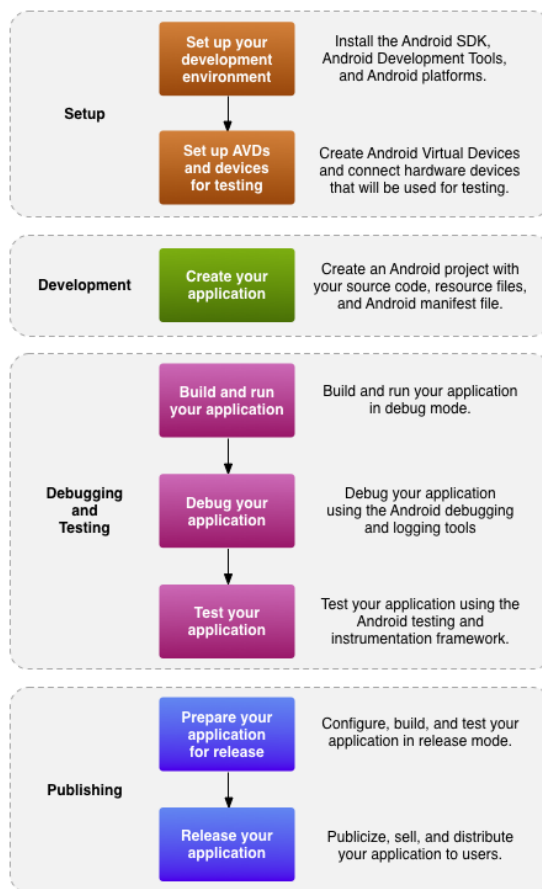 Set up your
development
environment
Install the Android SDK,
Android Development Tools,
and Android platforms.
Setup
Set up AVDs
and devices
for testing
Create Android Virtual Devices
and connect hardware devices
that will be used for testing.
Development
Create your
application
Create an Android project with
your source code, resource files,
and Android manifest file.
Build and run
your application
Build and run your application
in debug mode.
Debugging
and
Testing
Debug your
application
Debug your application
using the Android debugging
and logging tools
Test your
application
Test your application using the
Android testing and
instrumentation framework.
Prepare your
application
for release
Configure, build, and test your
application in release mode.
Publishing
Release your
application
Publicize, sell, and distribute
your application to users.